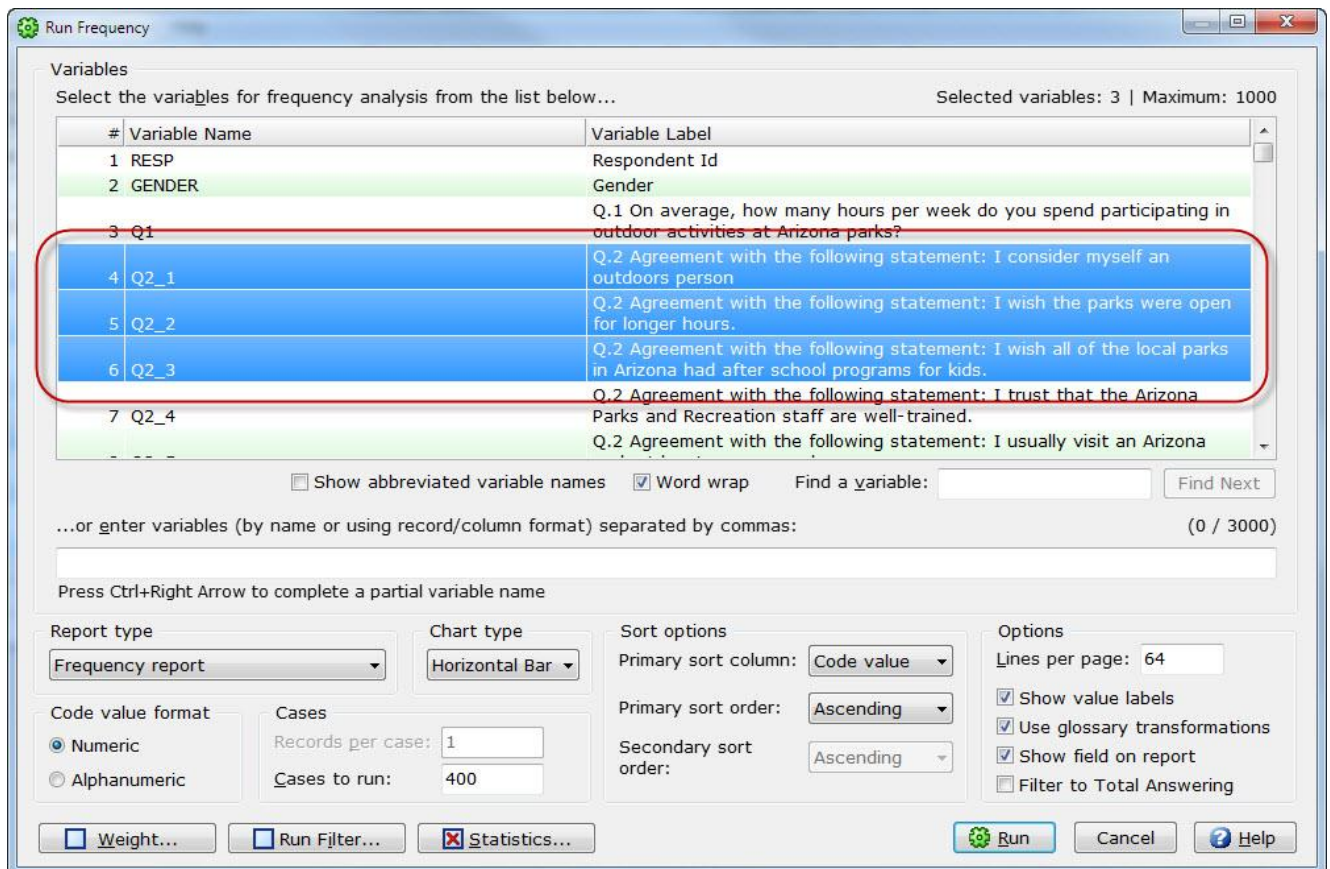 Run Frequency
Variables
Select the variables for frequency analysis from the list below...
Selected variables: 3 | Maximum: 1000
# Variable Name Variable Label
1 RESP Respondent Id
2 GENDER Gender
Q.1 On average, how many hours per week do you spend participating in
3 Q1 outdoor activities at Arizona parks?
Q.2 Agreement with the following statement: I consider myself an
4 Q2_1 outdoors person
Q.2 Agreement with the following statement: I wish the parks were open
5 Q2_2 for longer hours.
Q.2 Agreement with the following statement: I wish all of the local parks
6 Q2_3 in Arizona had after school programs for kids.
Q.2 Agreement with the following statement: I trust that the Arizona
7 Q2_4 Parks and Recreation staff are well-trained.
Q.2 Agreement with the following statement: I usually visit an Arizona
Show abbreviated variable names Word wrap Find a variable: Find Next
...or enter variables (by name or using record/column format) separated by commas: (0 / 3000)
Press Ctrl+Right Arrow to complete a partial variable name
Report type
Frequency report
Chart type
Horizontal Bar
Code value format
Numeric
Alphanumeric
Cases
Records per case: 1
Cases to run: 400
Sort options
Primary sort column: Code value
Primary sort order: Ascending
Secondary sort
order: Ascending
Options
Lines per page: 64
Show value labels
Use glossary transformations
Show field on report
Filter to Total Answering
Weight... Run Filter... Statistics... Run Cancel Help